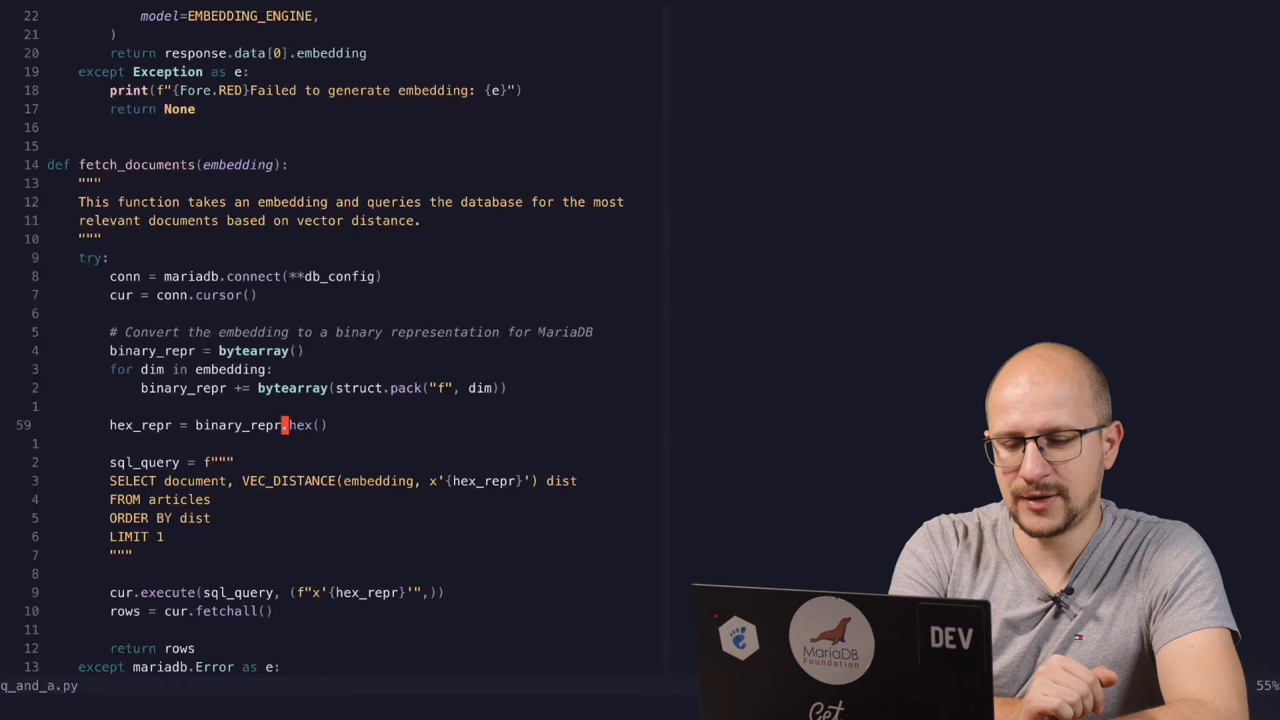 22 model=EMBEDDING_ENGINE,
21 )
20 return response.data[0].embedding
19 except Exception as e:
18 print(f"{Fore.RED}Failed to generate embedding: {e}")
17 return None
16
15
14 def fetch_documents(embedding):
13 """
12 This function takes an embedding and queries the database for the most
11 relevant documents based on vector distance.
10 """
9 try:
8 conn = mariadb.connect(**db_config)
7 cur = conn.cursor()
6
5 # Convert the embedding to a binary representation for MariaDB
4 binary_repr = bytearray()
3 for dim in embedding:
2 binary_repr += bytearray(struct.pack("f", dim))
1
59 hex_repr = binary_repr.hex()
1
2 sql_query = f"""
3 SELECT document, VEC_DISTANCE(embedding, x'{hex_repr}') dist
4 FROM articles
5 ORDER BY dist
6 LIMIT 1
7 """
8
9 cur.execute(sql_query, (f"x'{hex_repr}'",))
10 rows = cur.fetchall()
11
12 return rows
13 except mariadb.Error as e:
q_and_a.py 55%
MariaDB
Foundation
DEV
Get